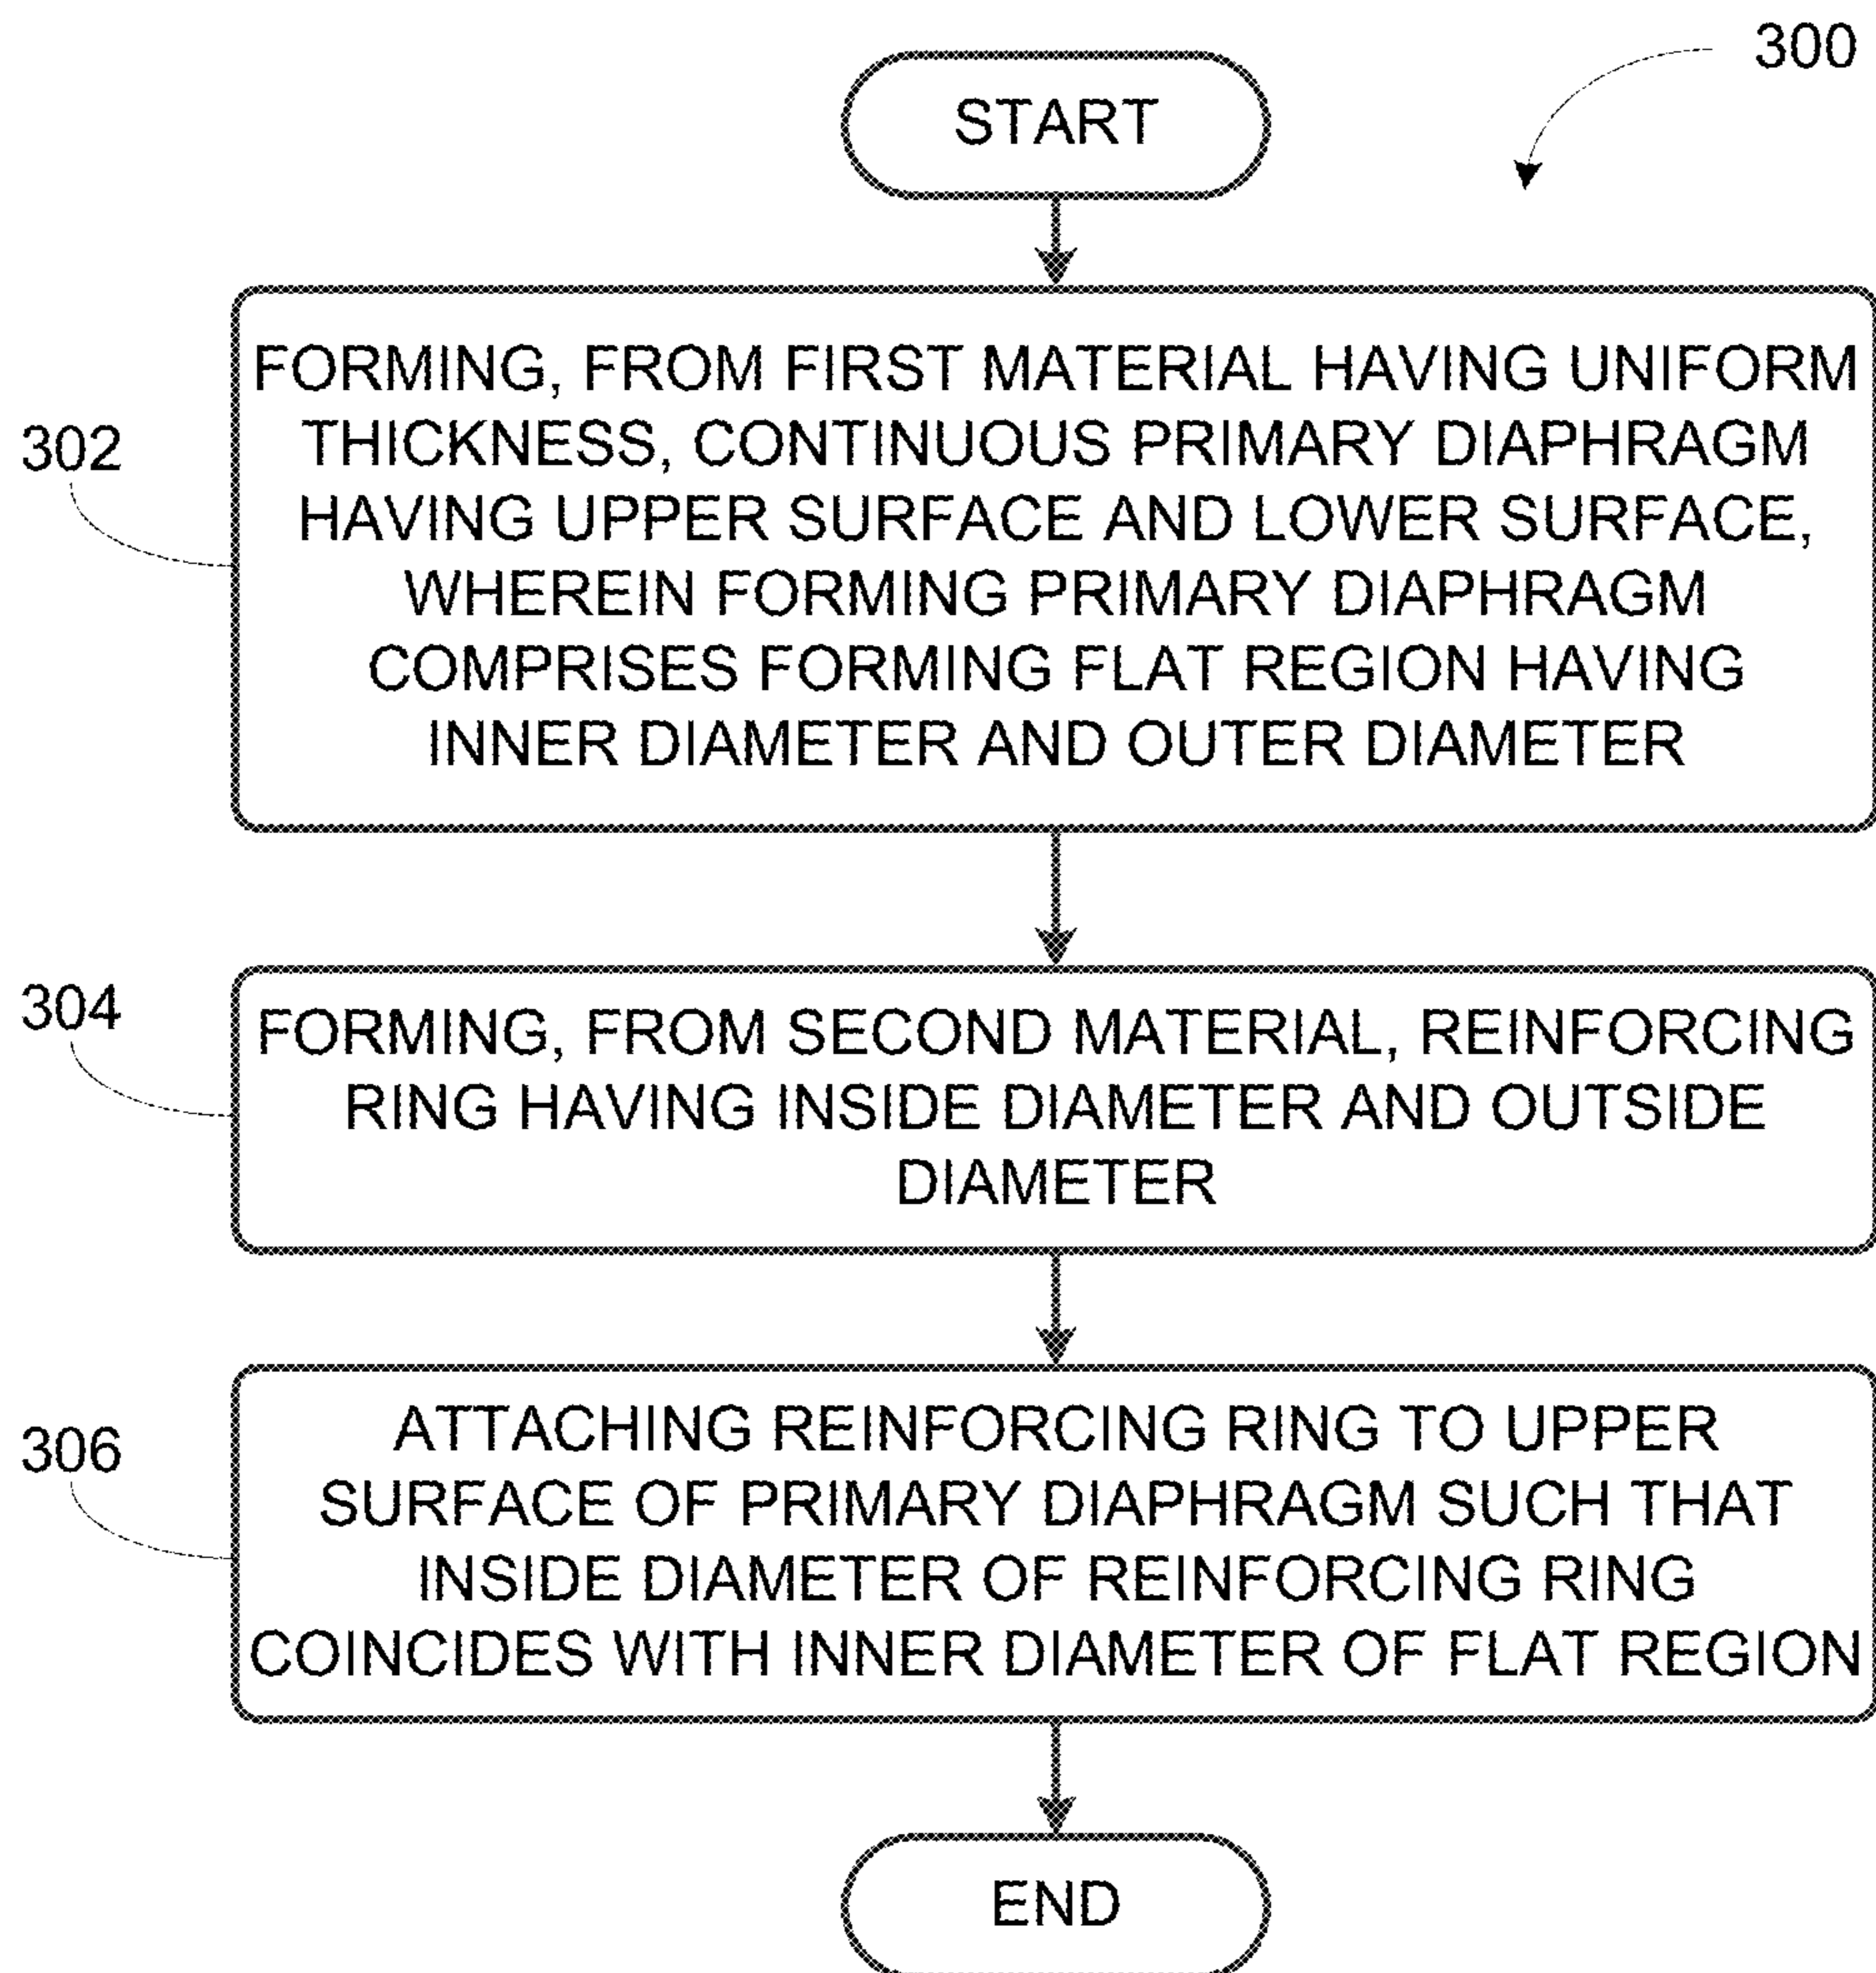 300
START
302
FORMING, FROM FIRST MATERIAL HAVING UNIFORM
THICKNESS, CONTINUOUS PRIMARY DIAPHRAGM
HAVING UPPER SURFACE AND LOWER SURFACE,
WHEREIN FORMING PRIMARY DIAPHRAGM
COMPRISES FORMING FLAT REGION HAVING
INNER DIAMETER AND OUTER DIAMETER
304
FORMING, FROM SECOND MATERIAL, REINFORCING
RING HAVING INSIDE DIAMETER AND OUTSIDE
DIAMETER
306
ATTACHING REINFORCING RING TO UPPER
SURFACE OF PRIMARY DIAPHRAGM SUCH THAT
INSIDE DIAMETER OF REINFORCING RING
COINCIDES WITH INNER DIAMETER OF FLAT REGION
END